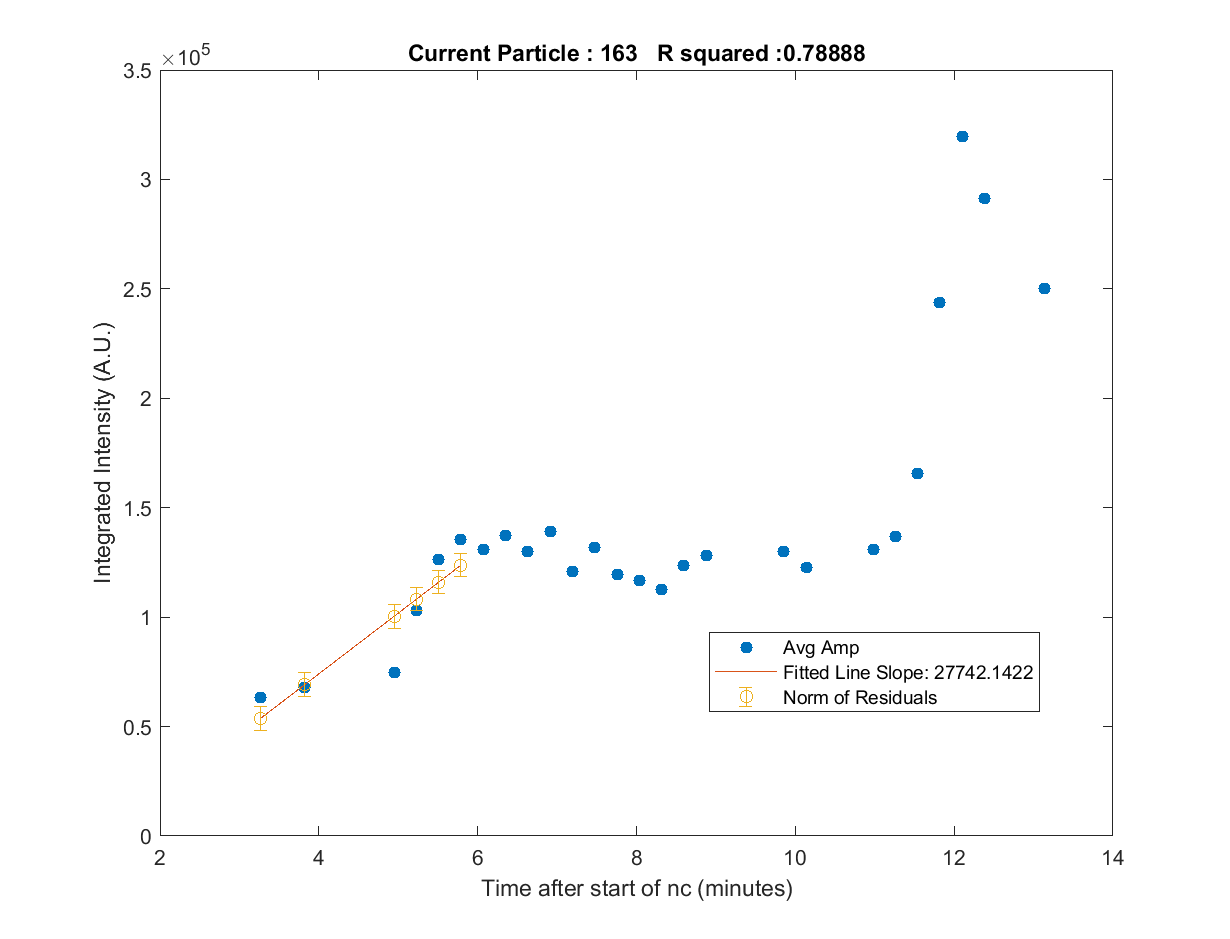 Current Particle : 163 R squared :0.78888
×10^5
3.5
3
2.5
2
1.5
1
0.5
0
Integrated Intensity (A.U.)
Avg Amp
Fitted Line Slope: 27742.1422
Norm of Residuals
2 4 6 8 10 12 14
Time after start of nc (minutes)